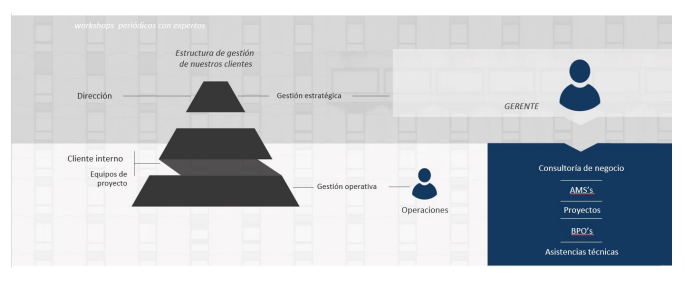 workshops periódicos con expertos
Estructura de gestión
de nuestros clientes
Dirección
Gestión estratégica
GERENTE
Cliente interno
Equipos de
proyecto
Gestión operativa
Operaciones
Consultoría de negocio
AMS's
Proyectos
BPO's
Asistencias técnicas